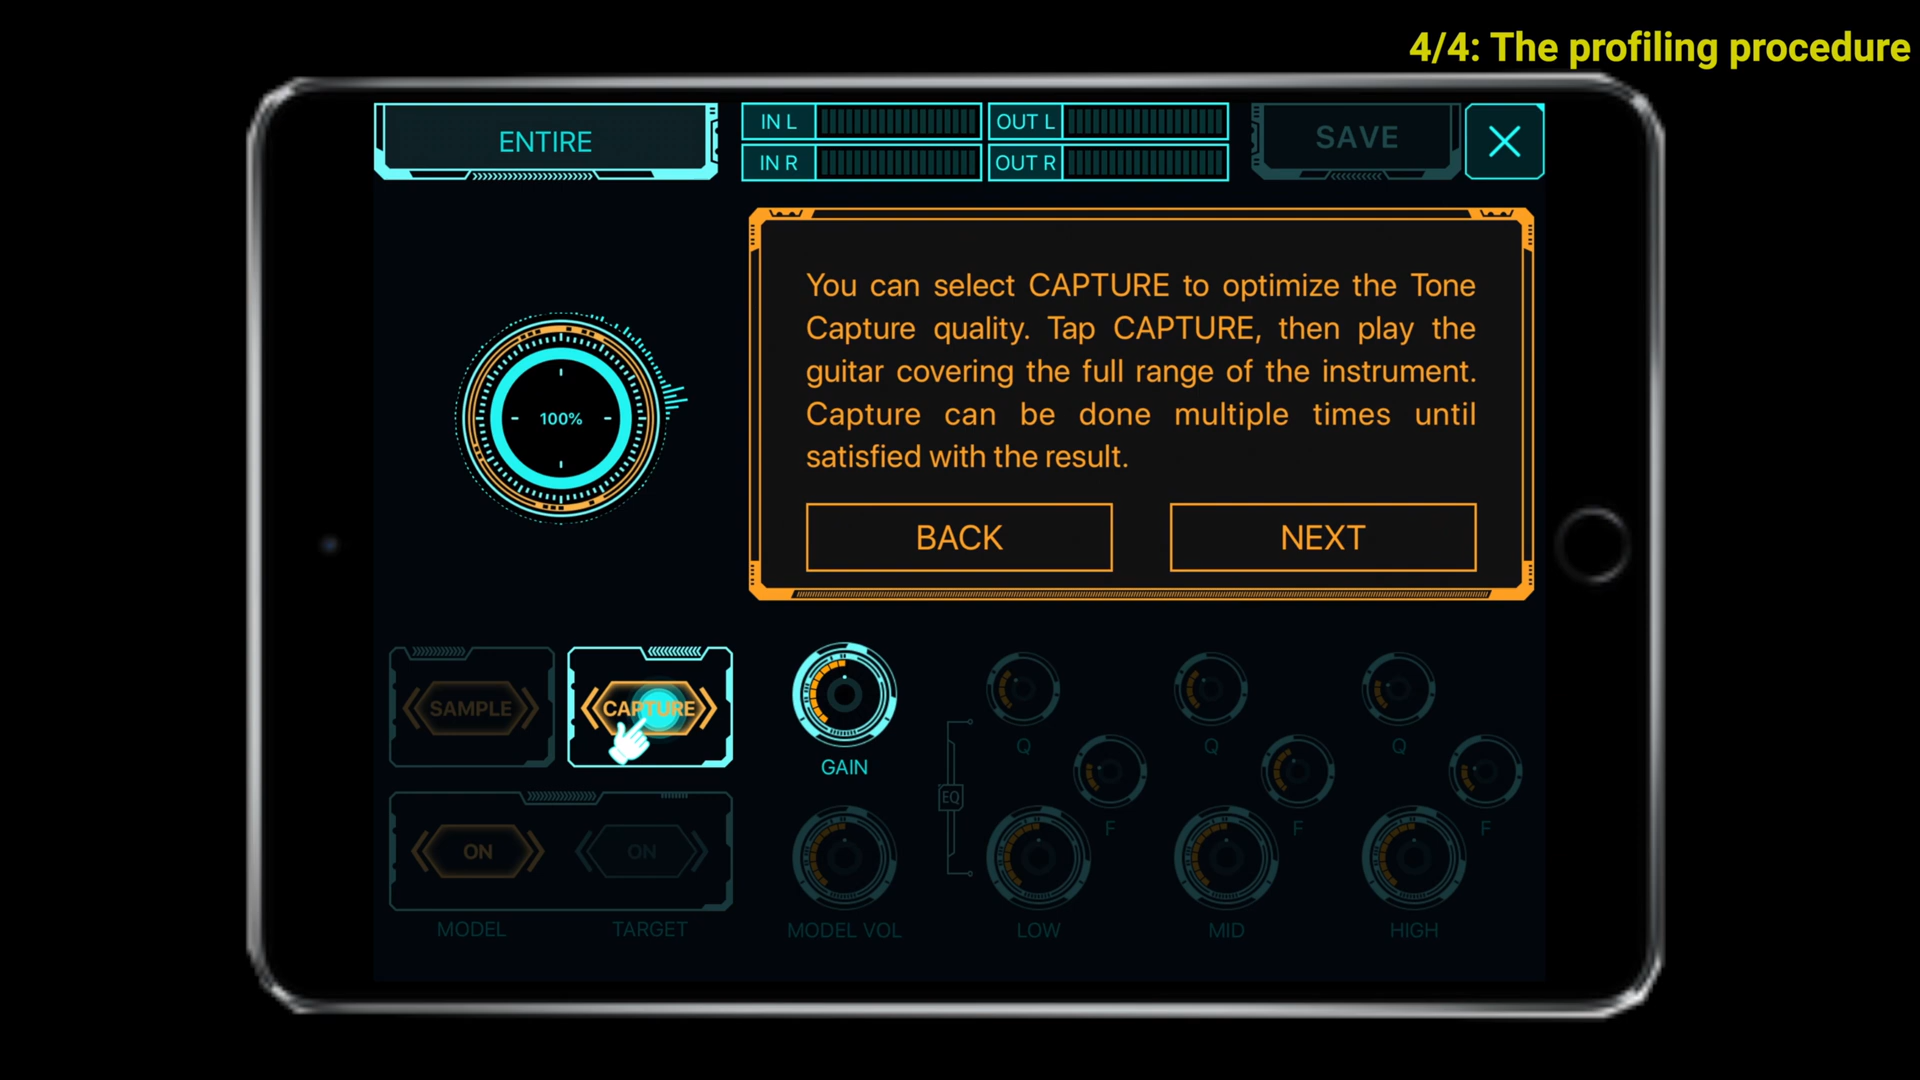 4/4: The profiling procedure
ENTIRE
IN L
IN R
OUT L
OUT R
SAVE
You can select CAPTURE to optimize the Tone
Capture quality. Tap CAPTURE, then play the
guitar covering the full range of the instrument.
Capture can be done multiple times until
satisfied with the result.
BACK
NEXT
100%
SAMPLE
CAPTURE
GAIN
Q
Q
Q
EQ
F
F
F
ON
ON
MODEL
TARGET
MODEL VOL
LOW
MID
HIGH